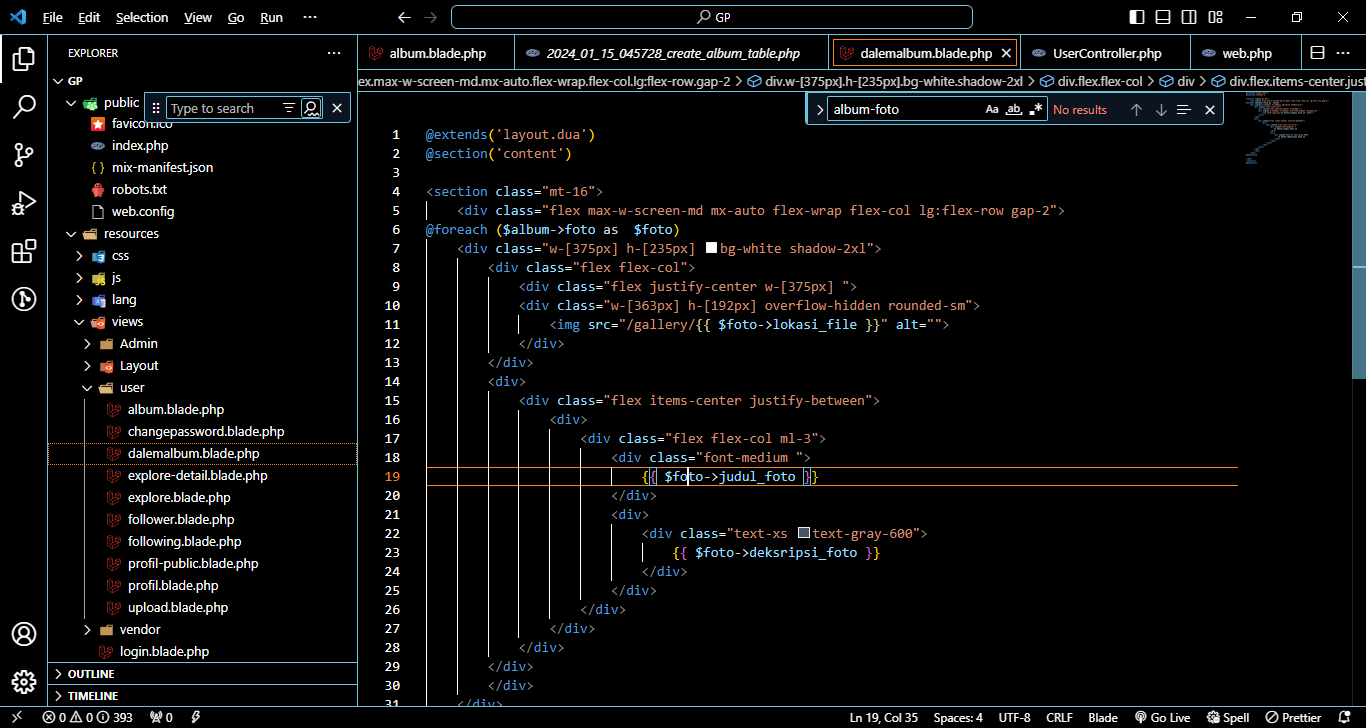 File Edit Selection View Go Run ··· GP
EXPLORER ···
album.blade.php 2024_01_15_045728_create_album_table.php dalemalbum.blade.php UserController.php web.php ···
ex.max-w-screen-md.mx-auto.flex-wrap.flex-col.lg:flex-row.gap-2 > div.w-[375px].h-[235px].bg-white.shadow-2xl > div.flex.flex-col > div > div.flex.items-center.just
GP
public
Type to search
favicon.ico
index.php
mix-manifest.json
robots.txt
web.config
resources
css
js
lang
views
Admin
Layout
user
album.blade.php
changepassword.blade.php
dalemalbum.blade.php
explore-detail.blade.php
explore.blade.php
follower.blade.php
following.blade.php
profil-public.blade.php
profil.blade.php
upload.blade.php
vendor
login.blade.php
OUTLINE
TIMELINE
album-foto Aa ab .* No results
1 @extends('layout.dua')
2 @section('content')
3
4 <section class="mt-16">
5 <div class="flex max-w-screen-md mx-auto flex-wrap flex-col lg:flex-row gap-2">
6 @foreach ($album->foto as  $foto)
7 <div class="w-[375px] h-[235px] bg-white shadow-2xl">
8 <div class="flex flex-col">
9 <div class="flex justify-center w-[375px] ">
10 <div class="w-[363px] h-[192px] overflow-hidden rounded-sm">
11 <img src="/gallery/{{ $foto->lokasi_file }}" alt="">
12 </div>
13 </div>
14 <div>
15 <div class="flex items-center justify-between">
16 <div>
17 <div class="flex flex-col ml-3">
18 <div class="font-medium ">
19 {{ $foto->judul_foto }}
20 </div>
21 <div>
22 <div class="text-xs text-gray-600">
23 {{ $foto->deksripsi_foto }}
24 </div>
25 </div>
26 </div>
27 </div>
28 </div>
29 </div>
30 </div>
31 </div>
0 0 393 0 Ln 19, Col 35 Spaces: 4 UTF-8 CRLF Blade Go Live Spell Prettier